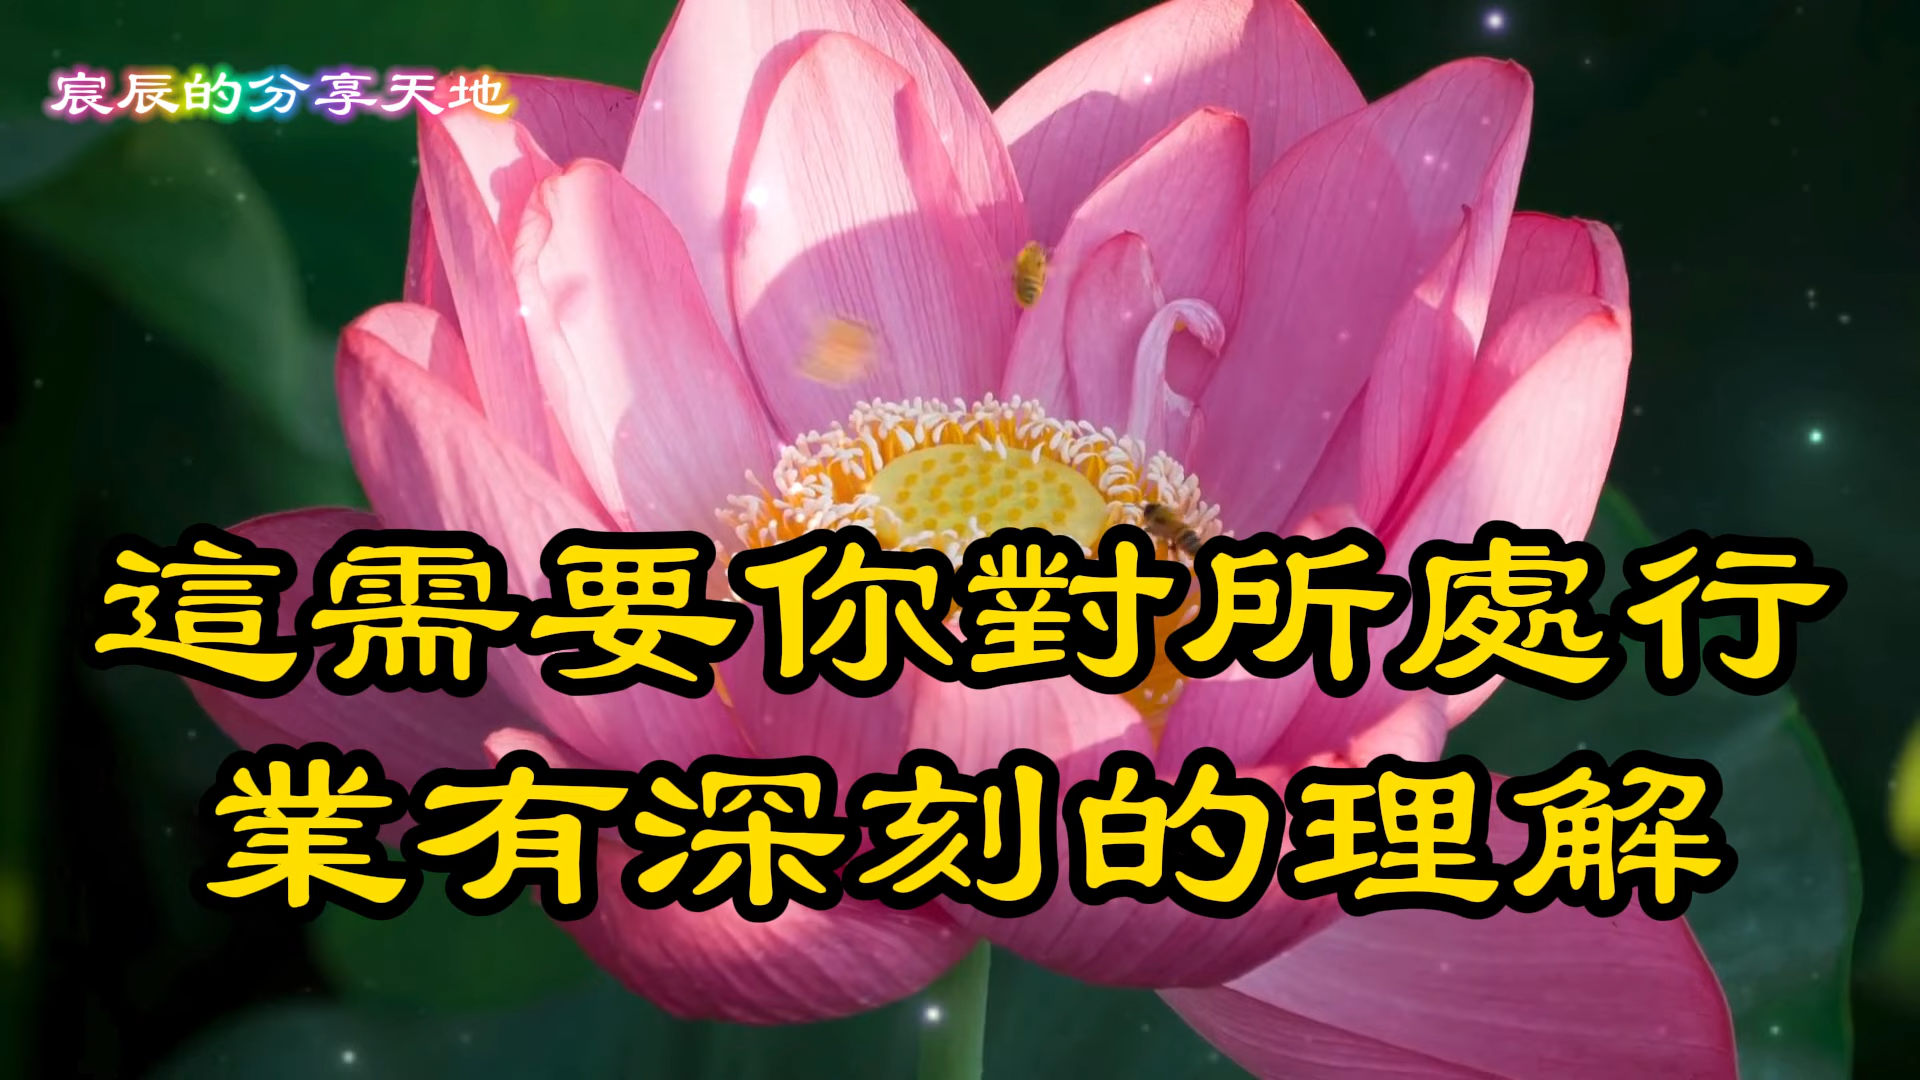 宸辰的分享天地
這需要你對所處行
業有深刻的理解